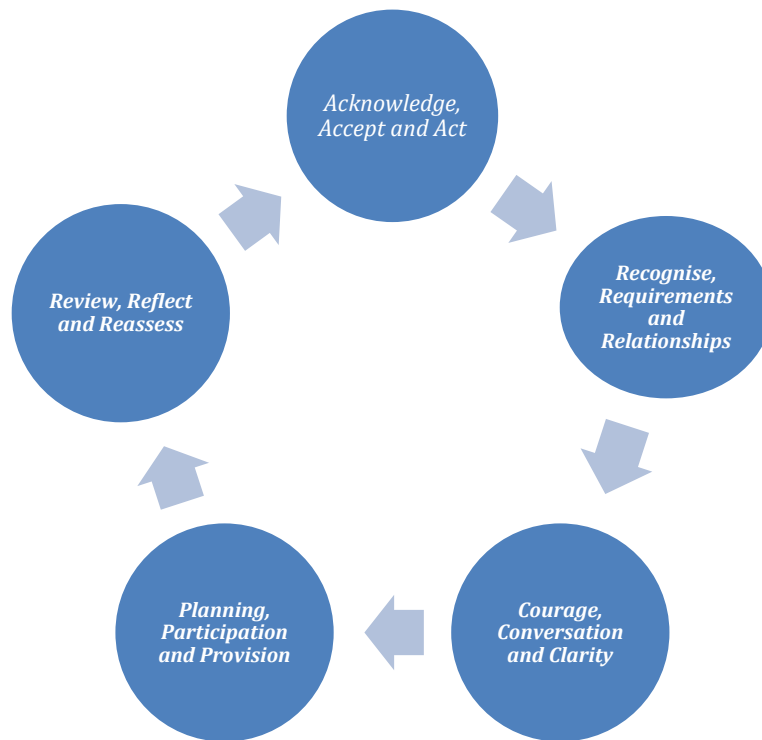 Acknowledge,
Accept and Act
Recognise,
Requirements
and
Relationships
Courage,
Conversation
and Clarity
Planning,
Participation
and Provision
Review, Reflect
and Reassess